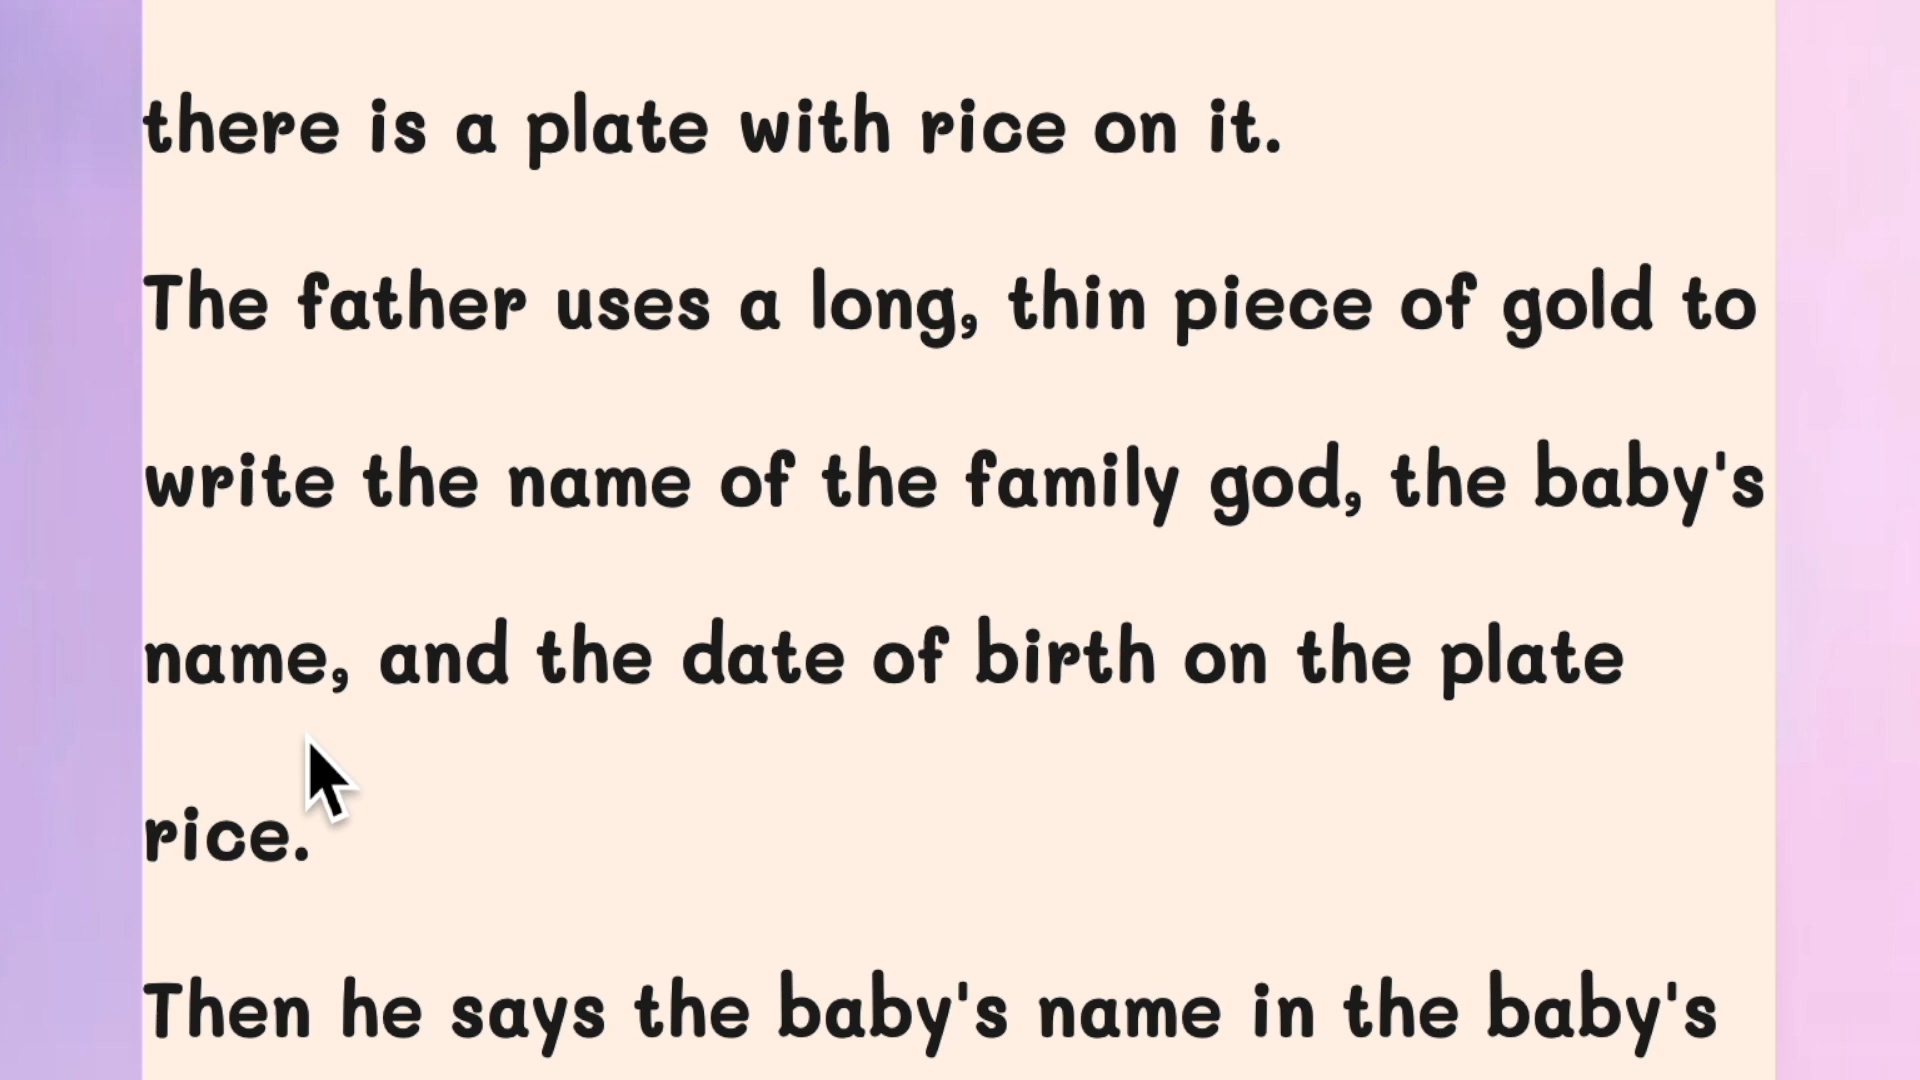 there is a plate with rice on it.
The father uses a long, thin piece of gold to
write the name of the family god, the baby's
name, and the date of birth on the plate
rice.
Then he says the baby's name in the baby's